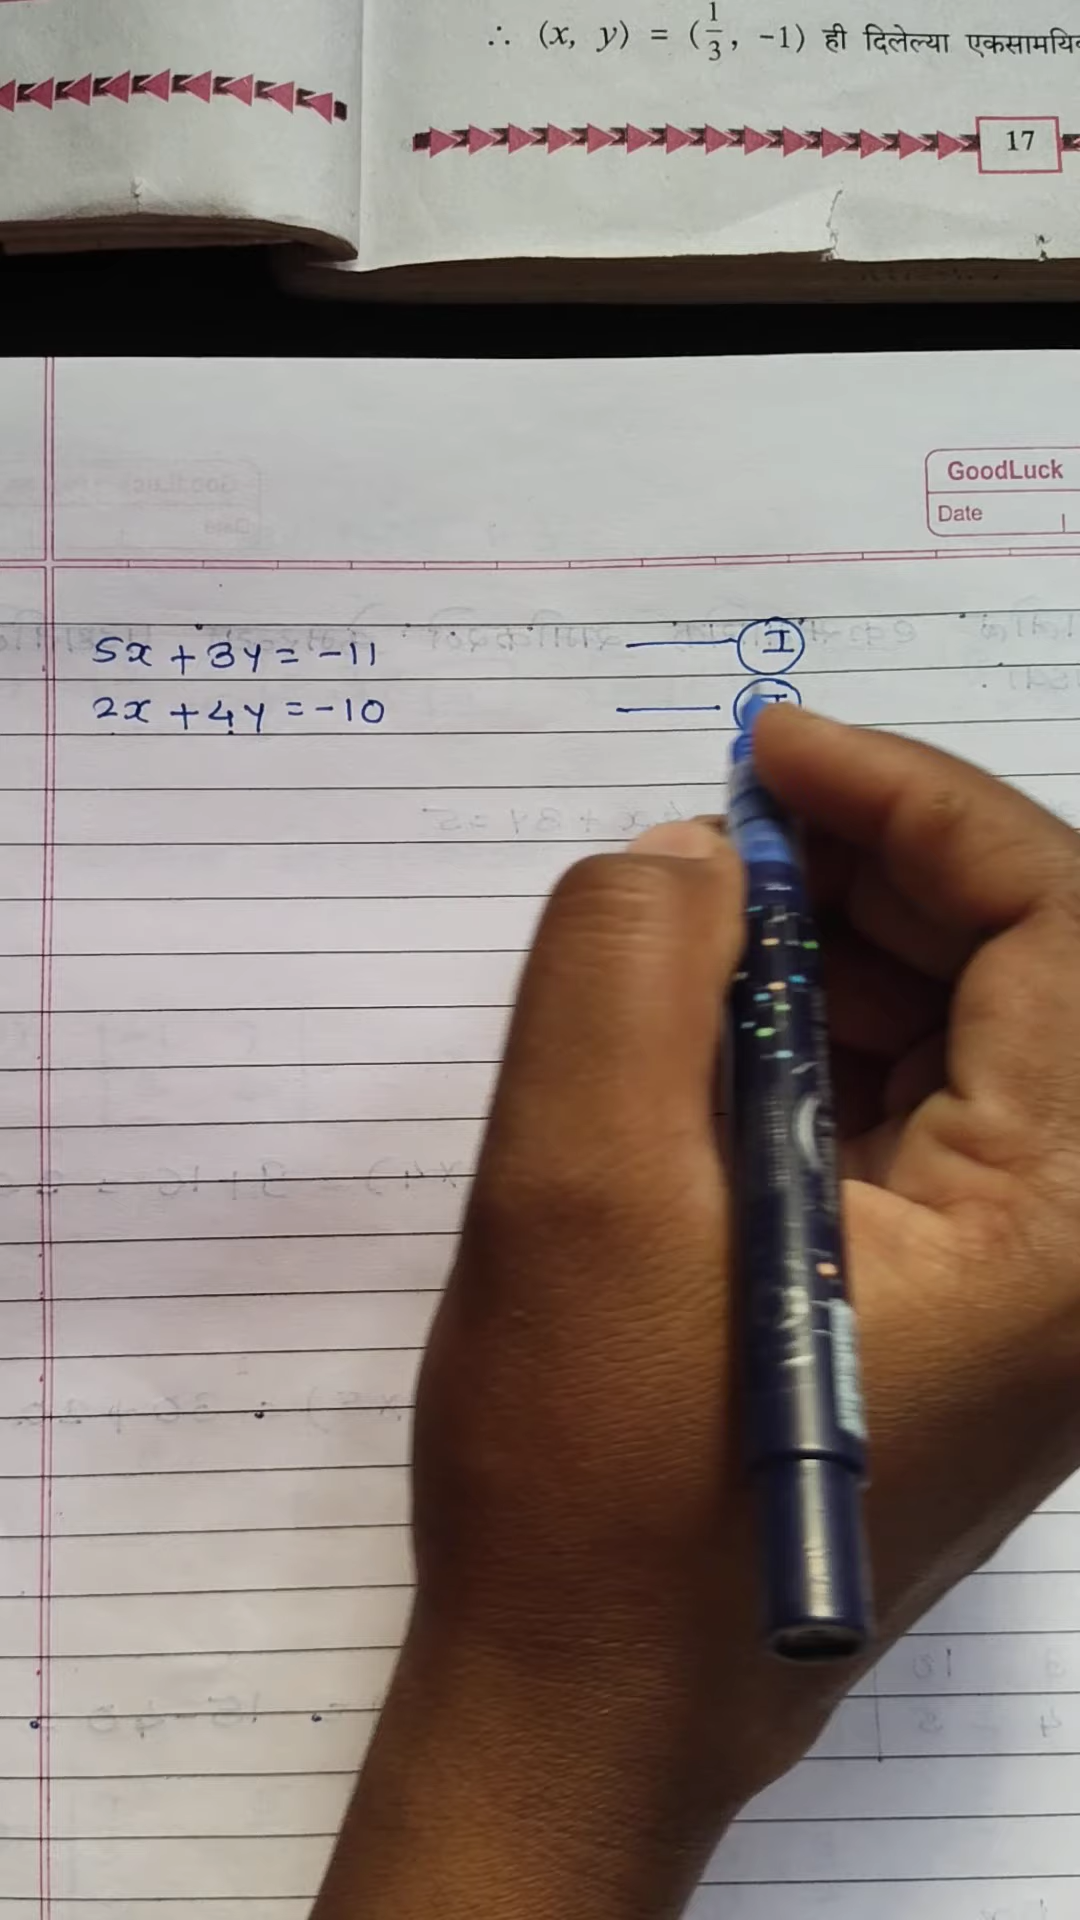 ∴ (x, y) = (1/3, -1) ही दिलेल्या
17
GoodLuck
Date
5x + 3y = -11 I
2x + 4y = -10